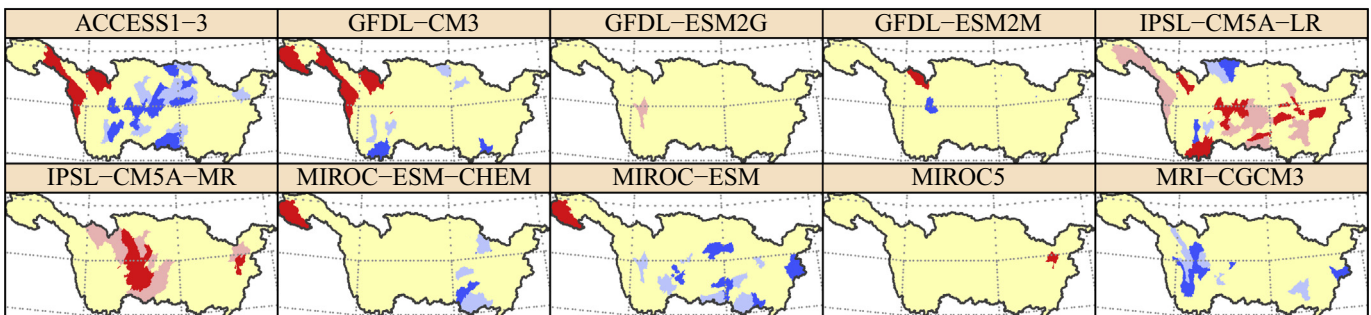 ACCESS1−3 GFDL−CM3 GFDL−ESM2G GFDL−ESM2M IPSL−CM5A−LR
IPSL−CM5A−MR MIROC−ESM−CHEM MIROC−ESM MIROC5 MRI−CGCM3